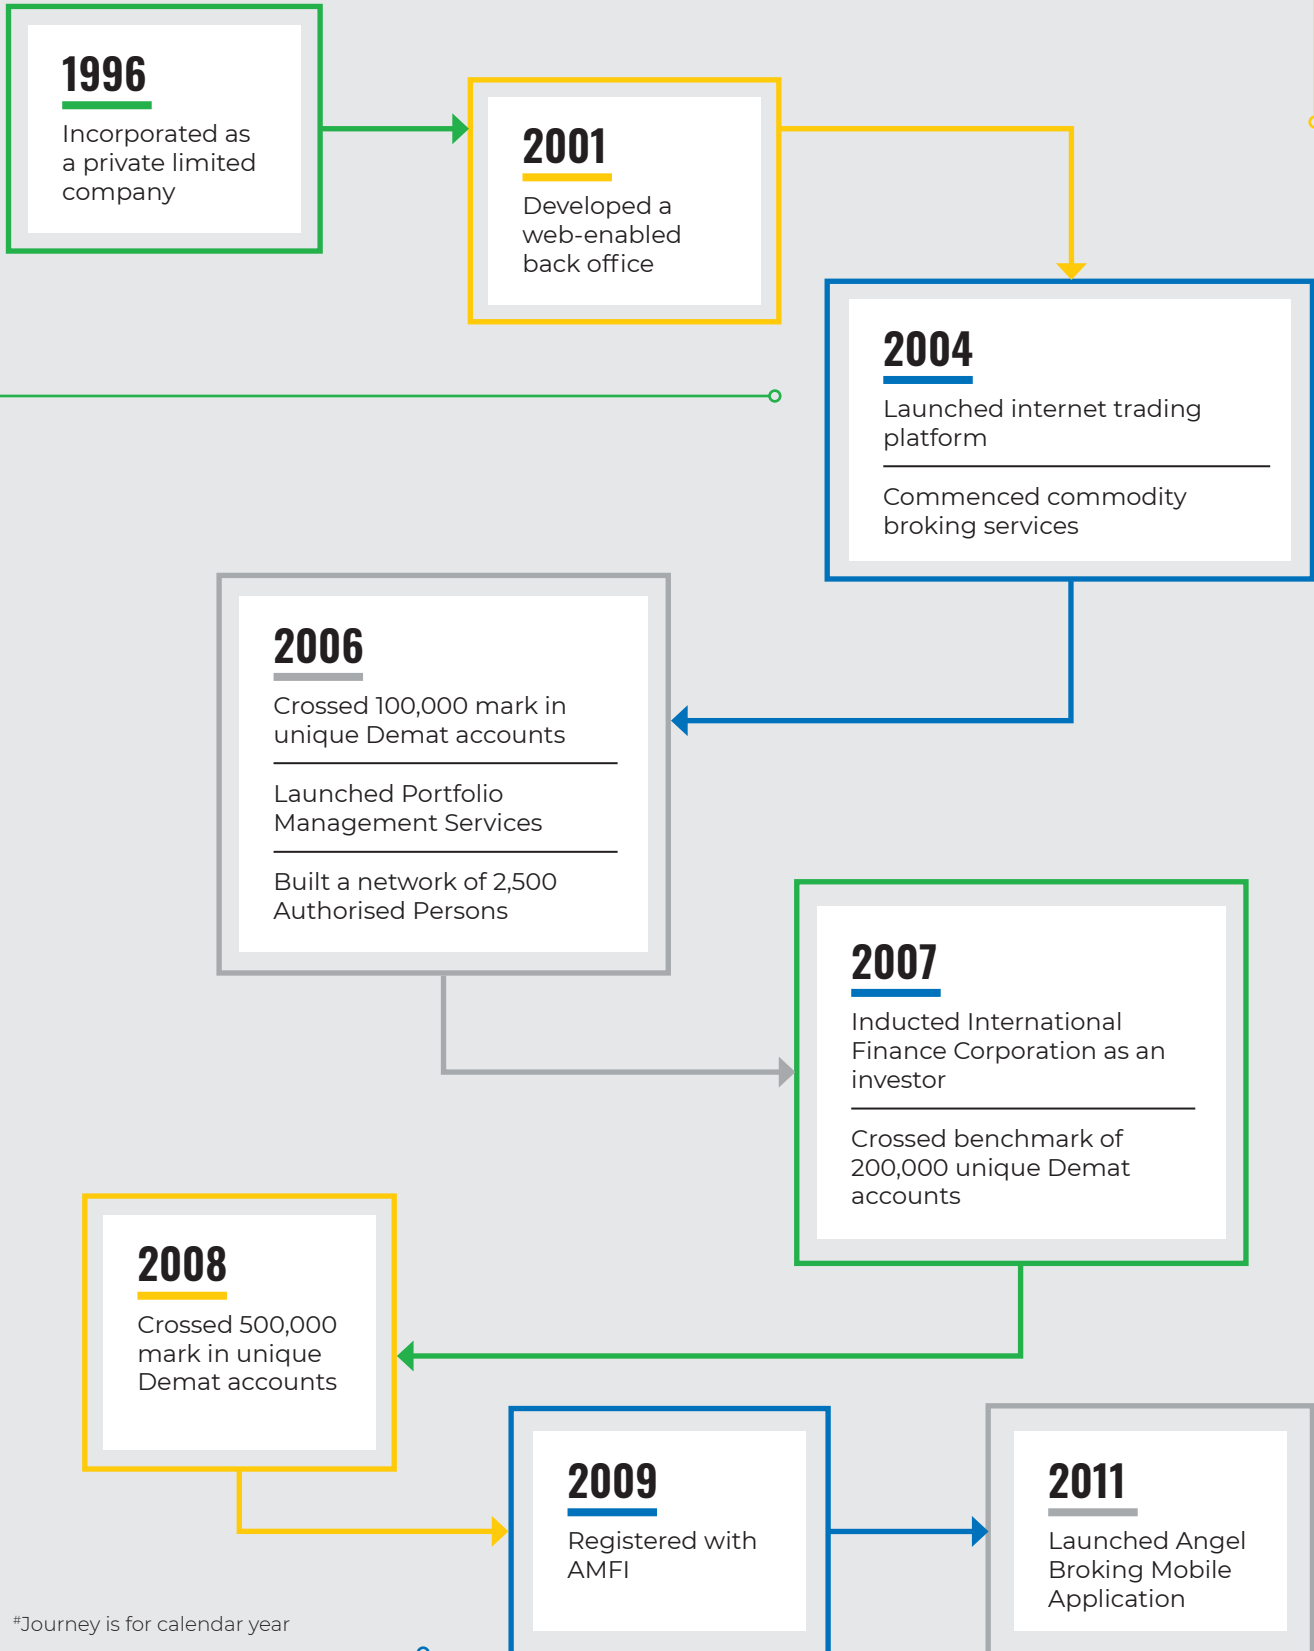 1996
Incorporated as
a private limited
company
2001
Developed a
web-enabled
back office
2004
Launched internet trading
platform
Commenced commodity
broking services
2006
Crossed 100,000 mark in
unique Demat accounts
Launched Portfolio
Management Services
Built a network of 2,500
Authorised Persons
2007
Inducted International
Finance Corporation as an
investor
Crossed benchmark of
200,000 unique Demat
accounts
2008
Crossed 500,000
mark in unique
Demat accounts
2009
Registered with
AMFI
2011
Launched Angel
Broking Mobile
Application
#Journey is for calendar year